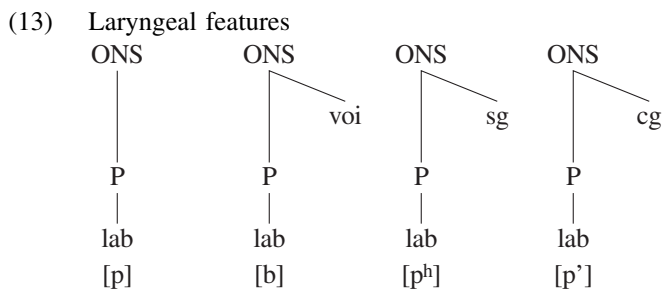 (13) Laryngeal features
ONS ONS ONS ONS
voi sg cg
P P P P
lab lab lab lab
[p] [b] [pʰ] [p’]